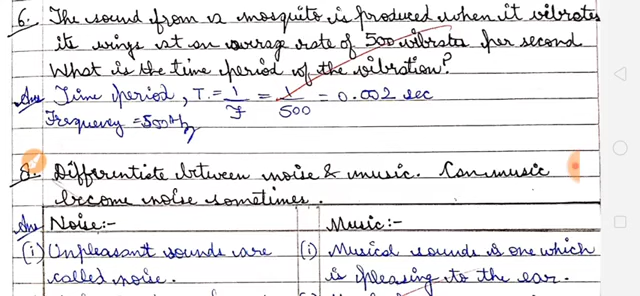 6. The sound from a mosquito is produced when it vibrates
its wings at an average rate of 500 vibrats per second
What is the time period of the vibration?
Ans Time period, T. = 1/F = 1/500 = 0.002 sec
Frequency = 500Hz
8. Differentiate between noise & music. Can music
become noise sometimes.
Ans Noise:- Music:-
(i) Unpleasant sounds are (i) Musical sounds is one which
called noise. is pleasing to the ear.